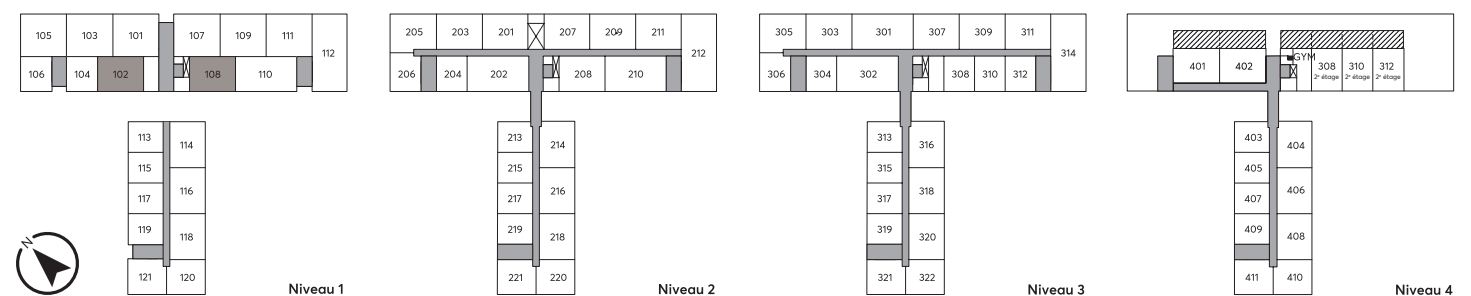 105 103 101 107 109 111 112
106 104 102 108 110
113 114
115
116
117
119 118
121 120
N
Niveau 1
205 203 201 207 209 211 212
206 204 202 208 210
213 214
215
216
217
219 218
221 220
Niveau 2
305 303 301 307 309 311 314
306 304 302 308 310 312
313 316
315
318
317
319 320
321 322
Niveau 3
GYM
401 402 308 310 312
2e étage 2e étage 2e étage
403 404
405
406
407
409 408
411 410
Niveau 4